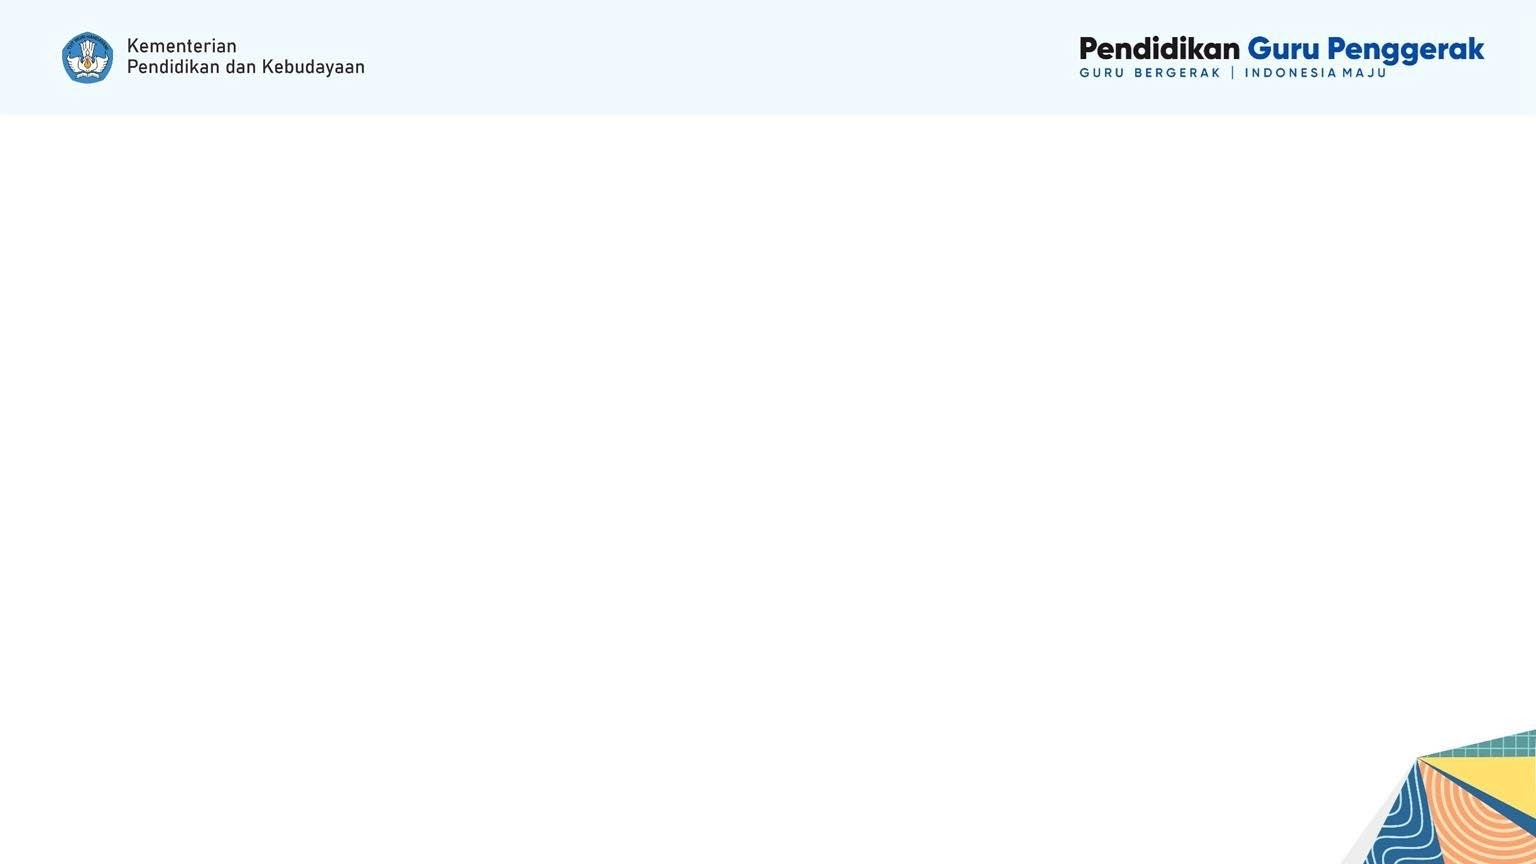 Kementerian
Pendidikan dan Kebudayaan
Pendidikan Guru Penggerak
GURU BERGERAK | INDONESIA MAJU